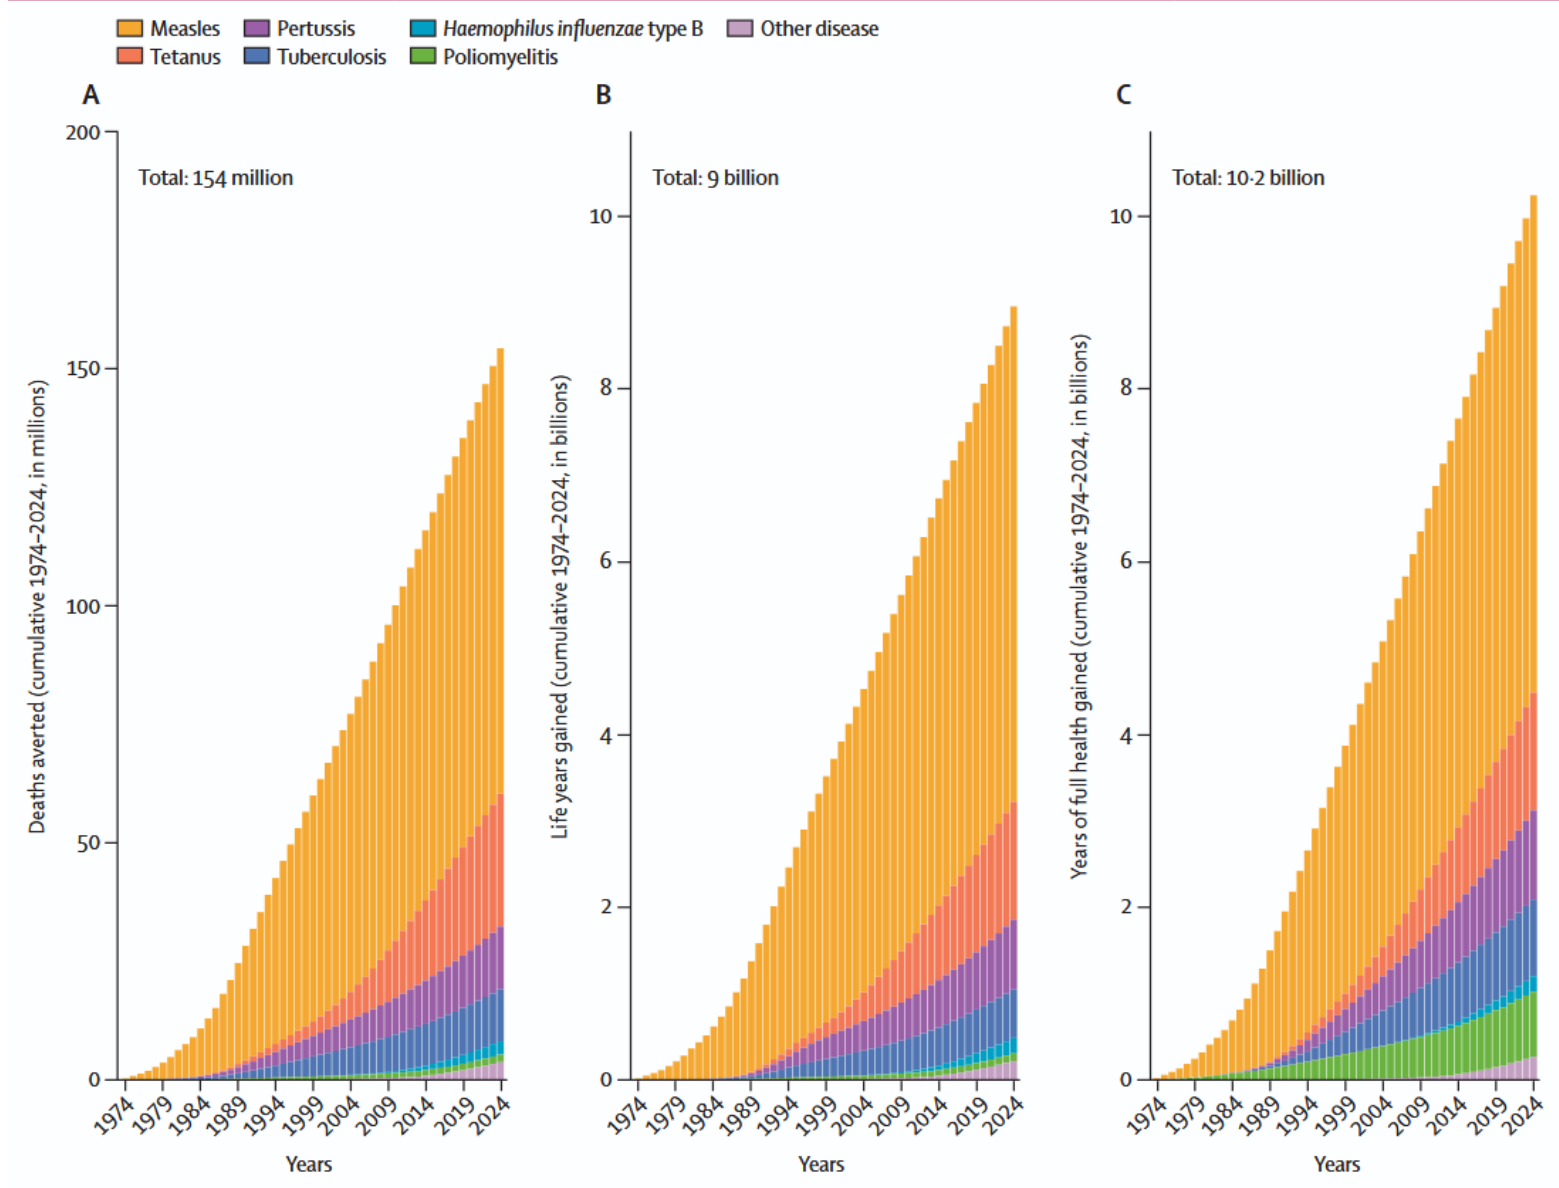 Measles Pertussis Haemophilus influenzae type B Other disease
Tetanus Tuberculosis Poliomyelitis
A
Total: 154 million
Deaths averted (cumulative 1974–2024, in millions)
200
150
100
50
0
1974 1979 1984 1989 1994 1999 2004 2009 2014 2019 2024
Years
B
Total: 9 billion
Life years gained (cumulative 1974–2024, in billions)
10
8
6
4
2
0
1974 1979 1984 1989 1994 1999 2004 2009 2014 2019 2024
Years
C
Total: 10·2 billion
Years of full health gained (cumulative 1974–2024, in billions)
10
8
6
4
2
0
1974 1979 1984 1989 1994 1999 2004 2009 2014 2019 2024
Years